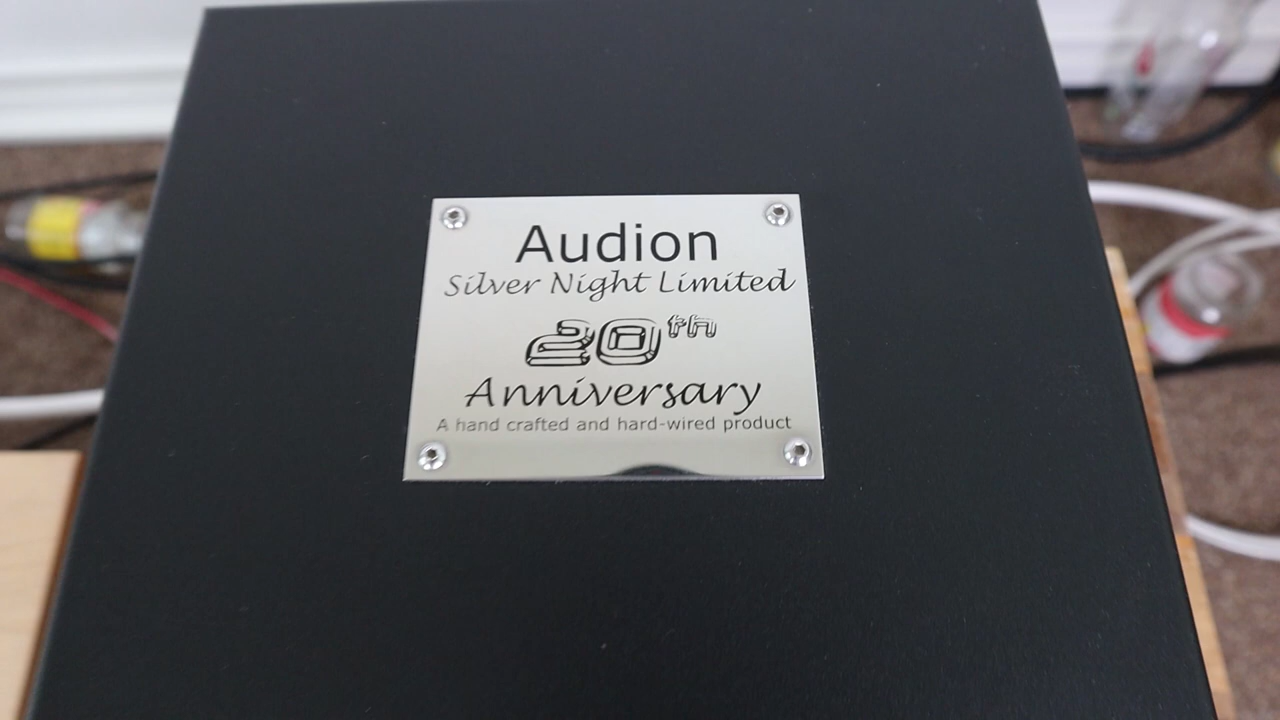 Audion
Silver Night Limited
20th
Anniversary
A hand crafted and hard-wired product